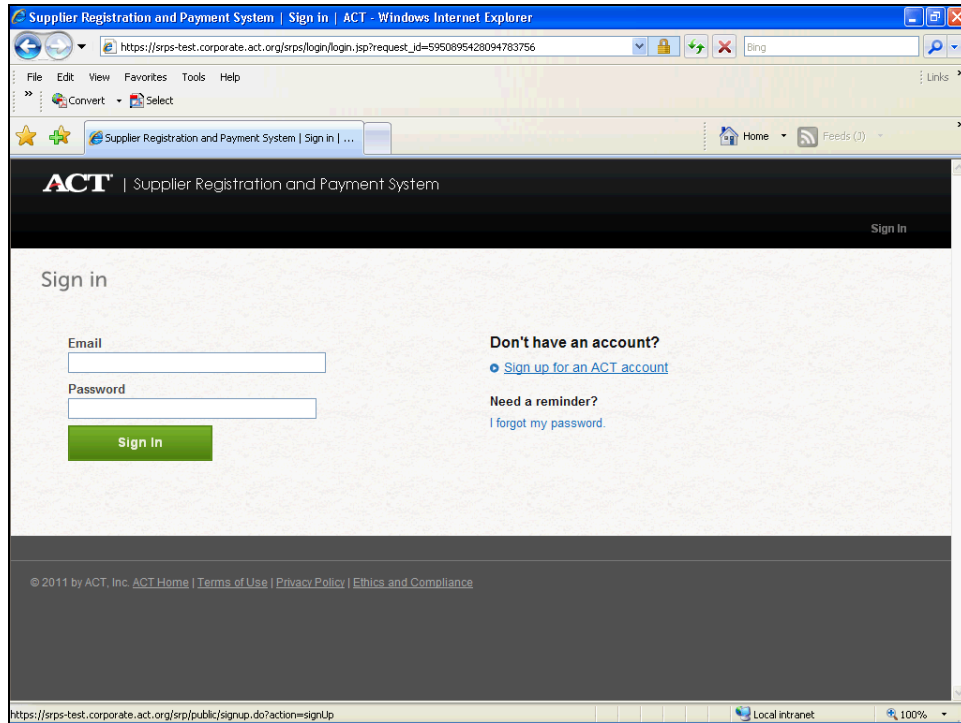 Supplier Registration and Payment System | Sign in | ACT - Windows Internet Explorer
https://srps-test.corporate.act.org/srps/login/login.jsp?request_id=5950895428094783756
Bing
File Edit View Favorites Tools Help
Links
Convert Select
Supplier Registration and Payment System | Sign in | ...
Home
Feeds (J)
ACT | Supplier Registration and Payment System
Sign In
Sign in
Email
Password
Sign In
Don't have an account?
Sign up for an ACT account
Need a reminder?
I forgot my password.
© 2011 by ACT, Inc. ACT Home | Terms of Use | Privacy Policy | Ethics and Compliance
https://srps-test.corporate.act.org/srp/public/signup.do?action=signUp
Local intranet
100%